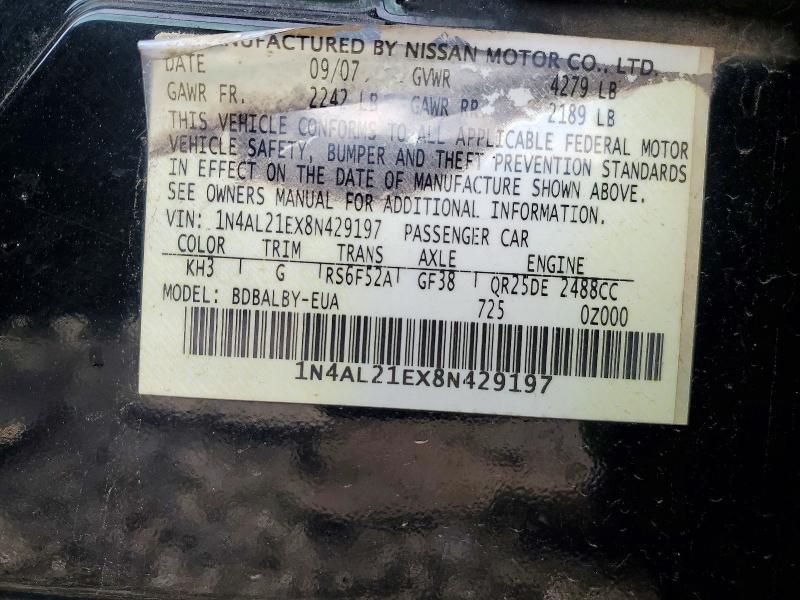 MANUFACTURED BY NISSAN MOTOR CO., LTD.
DATE 09/07 GVWR 4279 LB
GAWR FR. 2242 LB GAWR RR 2189 LB
THIS VEHICLE CONFORMS TO ALL APPLICABLE FEDERAL MOTOR
VEHICLE SAFETY, BUMPER AND THEFT PREVENTION STANDARDS
IN EFFECT ON THE DATE OF MANUFACTURE SHOWN ABOVE.
SEE OWNERS MANUAL FOR ADDITIONAL INFORMATION.
VIN: 1N4AL21EX8N429197 PASSENGER CAR
COLOR TRIM TRANS AXLE ENGINE
KH3 G RS6F52A GF38 QR25DE 2488CC
MODEL: BDBALBY-EUA 725 0Z000
1N4AL21EX8N429197